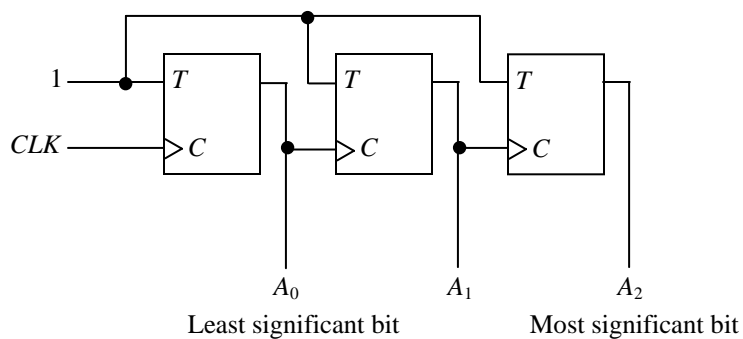 1 T T T
CLK C C C
A0 A1 A2
Least significant bit Most significant bit